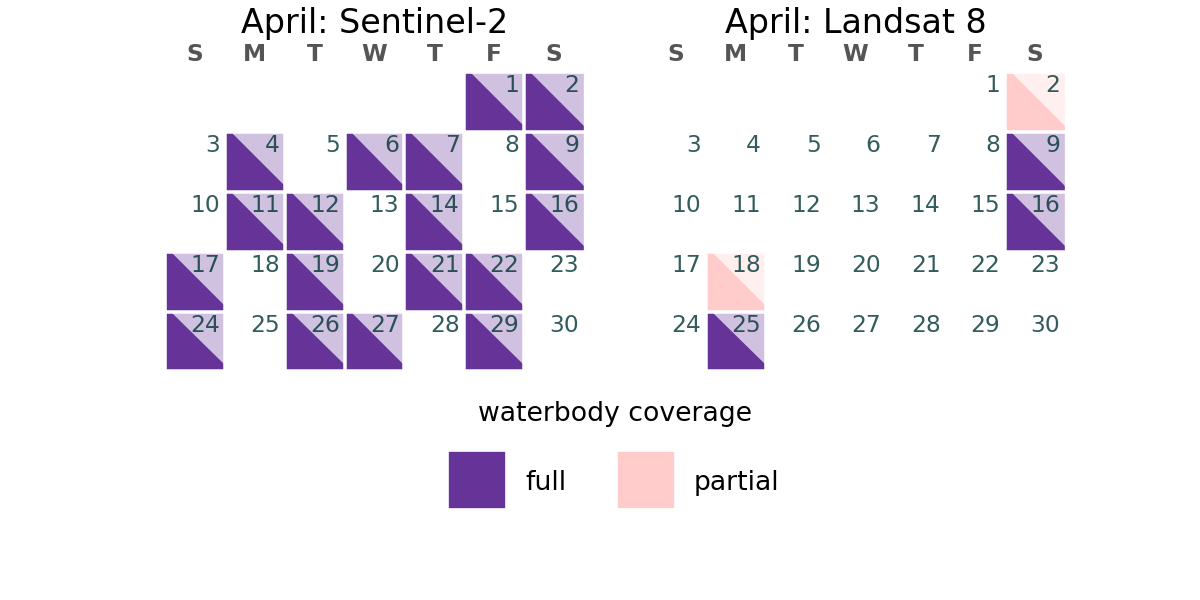 April: Sentinel-2
S M T W T F S
1 2
3 4 5 6 7 8 9
10 11 12 13 14 15 16
17 18 19 20 21 22 23
24 25 26 27 28 29 30
April: Landsat 8
S M T W T F S
1 2
3 4 5 6 7 8 9
10 11 12 13 14 15 16
17 18 19 20 21 22 23
24 25 26 27 28 29 30
waterbody coverage
full partial